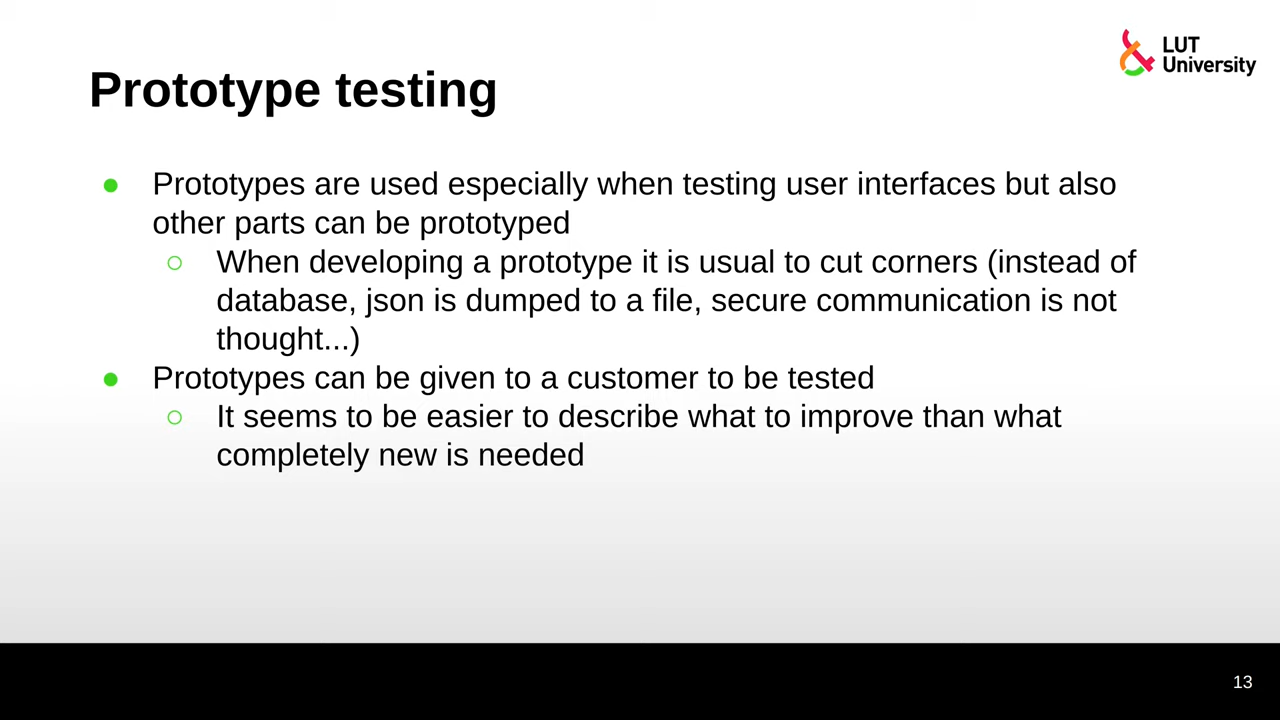 LUT
University
Prototype testing
● Prototypes are used especially when testing user interfaces but also
other parts can be prototyped
○ When developing a prototype it is usual to cut corners (instead of
database, json is dumped to a file, secure communication is not
thought...)
● Prototypes can be given to a customer to be tested
○ It seems to be easier to describe what to improve than what
completely new is needed
13